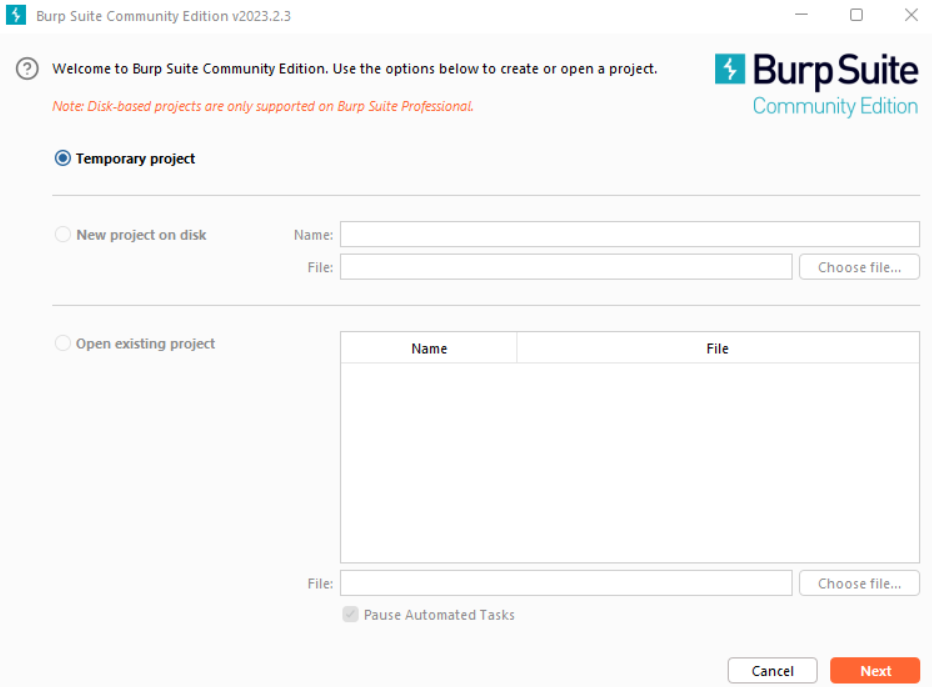 Burp Suite Community Edition v2023.2.3
Welcome to Burp Suite Community Edition. Use the options below to create or open a project.
Note: Disk-based projects are only supported on Burp Suite Professional.
Burp Suite
Community Edition
Temporary project
New project on disk
Name:
File:
Choose file...
Open existing project
Name
File
File:
Choose file...
Pause Automated Tasks
Cancel
Next